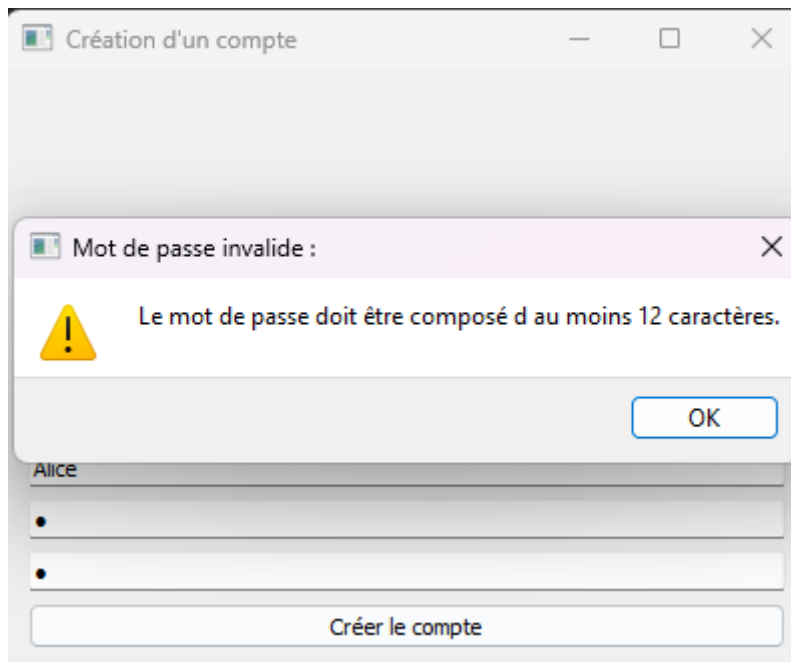 Création d'un compte
Mot de passe invalide :
Le mot de passe doit être composé d au moins 12 caractères.
OK
Alice
Créer le compte